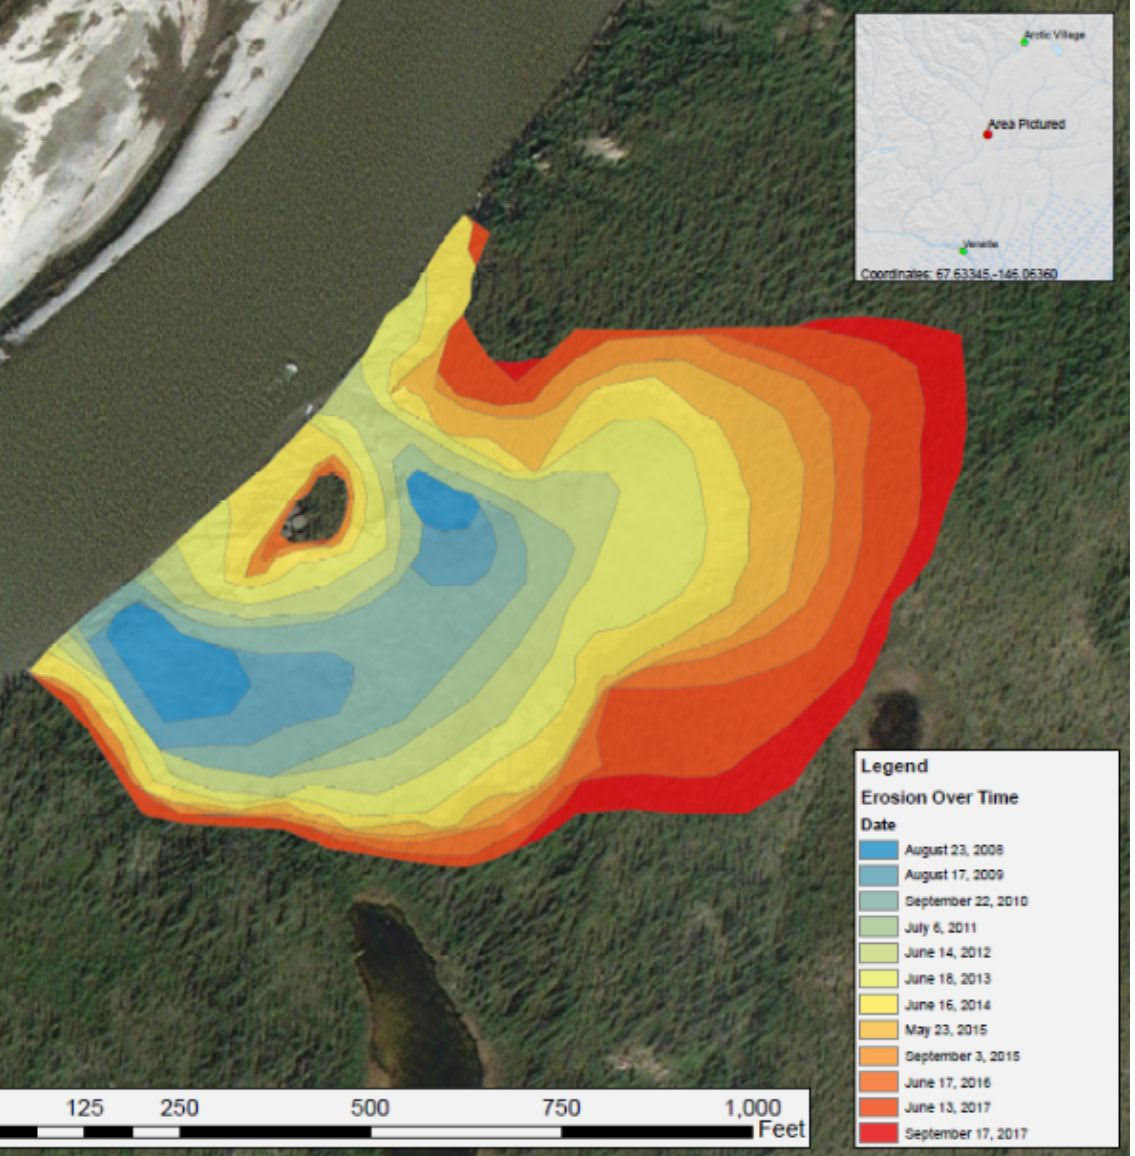 Arctic Village
Area Pictured
Venetie
Coordinates: 67.63345,-146.06360
Legend
Erosion Over Time
Date
August 23, 2008
August 17, 2009
September 22, 2010
July 6, 2011
June 14, 2012
June 18, 2013
June 16, 2014
May 23, 2015
September 3, 2015
June 17, 2016
June 13, 2017
September 17, 2017
125 250 500 750 1,000
Feet